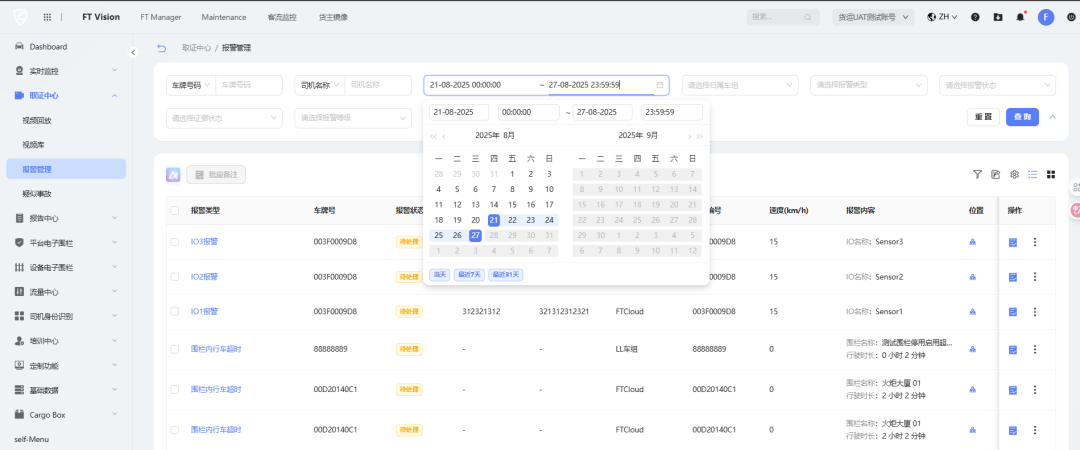 FT Vision FT Manager Maintenance 客流监控 货主镜像 搜索... 货运UAT测试账号 ZH F
Dashboard
实时监控
取证中心
视频回放
视频库
报警管理
疑似事故
报告中心
平台电子围栏
设备电子围栏
流量中心
司机身份识别
培训中心
定制功能
基础数据
Cargo Box
self-Menu
取证中心 / 报警管理
车牌号码 车牌号码 司机名称 司机名称 21-08-2025 00:00:00 ~ 27-08-2025 23:59:59 请选择归属车组 请选择报警类型 请选择报警状态
请选择证据状态 请选择报警等级 重置 查询
21-08-2025 00:00:00 ~ 27-08-2025 23:59:59
2025年 8月 2025年 9月
一 二 三 四 五 六 日 一 二 三 四 五 六 日
28 29 30 31 1 2 3 1 2 3 4 5 6 7
4 5 6 7 8 9 10 8 9 10 11 12 13 14
11 12 13 14 15 16 17 15 16 17 18 19 20 21
18 19 20 21 22 23 24 22 23 24 25 26 27 28
25 26 27 28 29 30 31 29 30 1 2 3 4 5
1 2 3 4 5 6 7 6 7 8 9 10 11 12
当天 最近7天 最近31天
批量备注
报警类型 车牌号 报警状态 编号 速度(km/h) 报警内容 位置 操作
IO3报警 003F0009D8 待处理 003F0009D8 15 IO名称: Sensor3
IO2报警 003F0009D8 待处理 003F0009D8 15 IO名称: Sensor2
IO1报警 003F0009D8 待处理 312321312 321312312321 FTCloud 003F0009D8 15 IO名称: Sensor1
围栏内行车超时 88888889 待处理 - - LL车组 88888889 0 围栏名称: 测试围栏停用启用超...
行驶时长: 0 小时 2 分钟
围栏内行车超时 00D20140C1 待处理 - - FTCloud 00D20140C1 0 围栏名称: 火炬大厦 01
行驶时长: 2 小时 2 分钟
围栏内行车超时 00D20140C1 待处理 - - FTCloud 00D20140C1 0 围栏名称: 火炬大厦 01
行驶时长: 2 小时 2 分钟